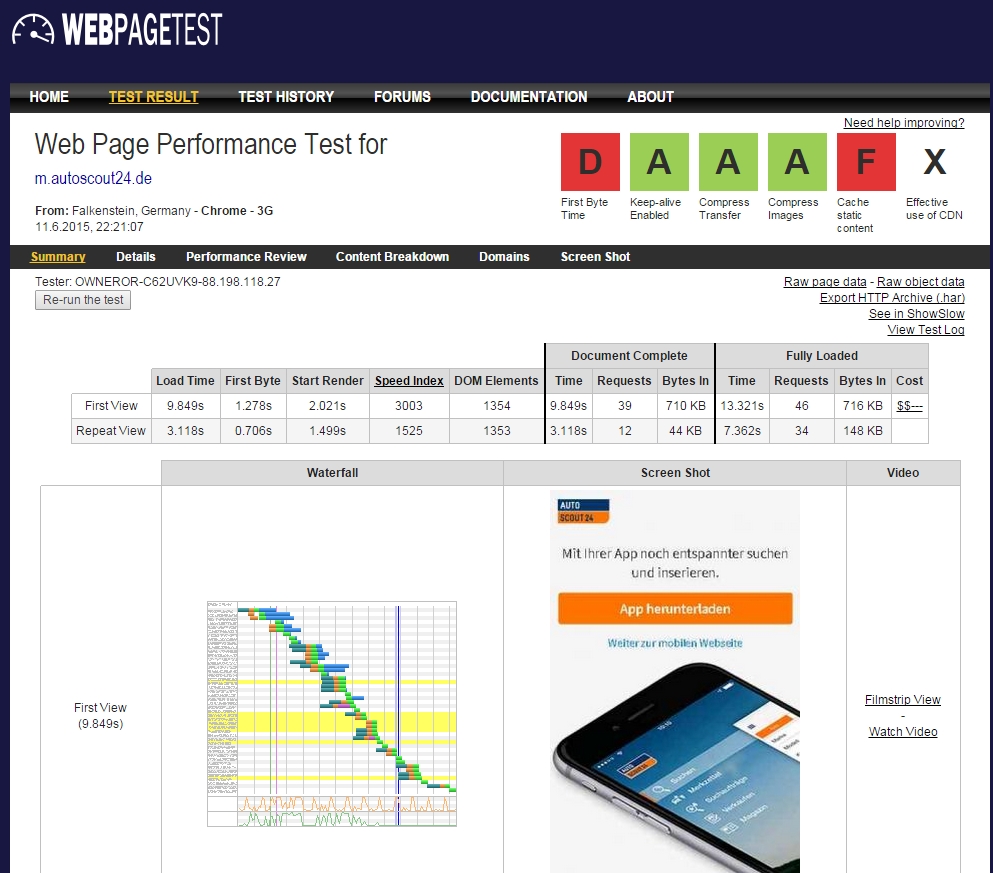 WEBPAGETEST
HOME TEST RESULT TEST HISTORY FORUMS DOCUMENTATION ABOUT
Need help improving?
Web Page Performance Test for
m.autoscout24.de
From: Falkenstein, Germany - Chrome - 3G
11.6.2015, 22:21:07
D A A A F X
First Byte Time
Keep-alive Enabled
Compress Transfer
Compress Images
Cache static content
Effective use of CDN
Summary Details Performance Review Content Breakdown Domains Screen Shot
Tester: OWNEROR-C62UVK9-88.198.118.27
Re-run the test
Raw page data - Raw object data
Export HTTP Archive (.har)
See in ShowSlow
View Test Log
Document Complete Fully Loaded
Load Time First Byte Start Render Speed Index DOM Elements Time Requests Bytes In Time Requests Bytes In Cost
First View 9.849s 1.278s 2.021s 3003 1354 9.849s 39 710 KB 13.321s 46 716 KB $$---
Repeat View 3.118s 0.706s 1.499s 1525 1353 3.118s 12 44 KB 7.362s 34 148 KB
Waterfall Screen Shot Video
First View
(9.849s)
AUTO
SCOUT24
Mit Ihrer App noch entspannter suchen
und inserieren.
App herunterladen
Weiter zur mobilen Webseite
Suchen
Merkzettel
Suchaufträge
Verkaufen
Magazin
Filmstrip View
-
Watch Video